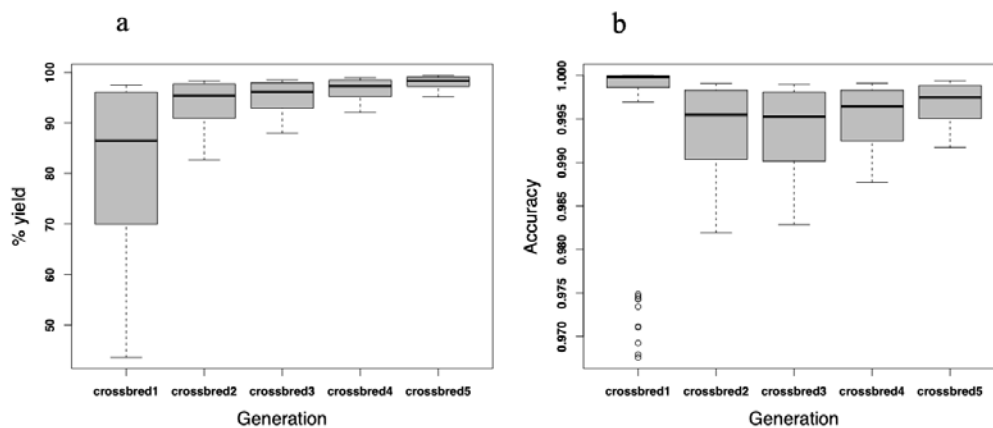 a
100
90
80
70
60
50
% yield
crossbred1 crossbred2 crossbred3 crossbred4 crossbred5
Generation
b
1.000
0.995
0.990
0.985
0.980
0.975
0.970
Accuracy
crossbred1 crossbred2 crossbred3 crossbred4 crossbred5
Generation